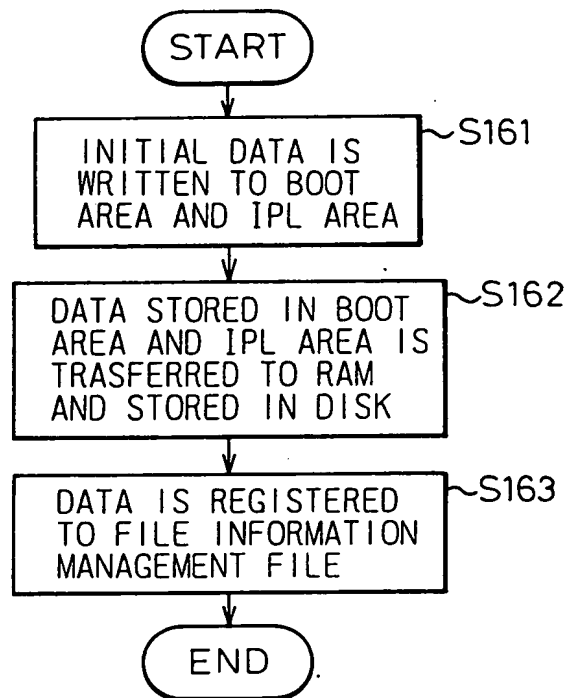 START
INITIAL DATA IS
WRITTEN TO BOOT
AREA AND IPL AREA
S161
DATA STORED IN BOOT
AREA AND IPL AREA IS
TRASFERRED TO RAM
AND STORED IN DISK
S162
DATA IS REGISTERED
TO FILE INFORMATION
MANAGEMENT FILE
S163
END